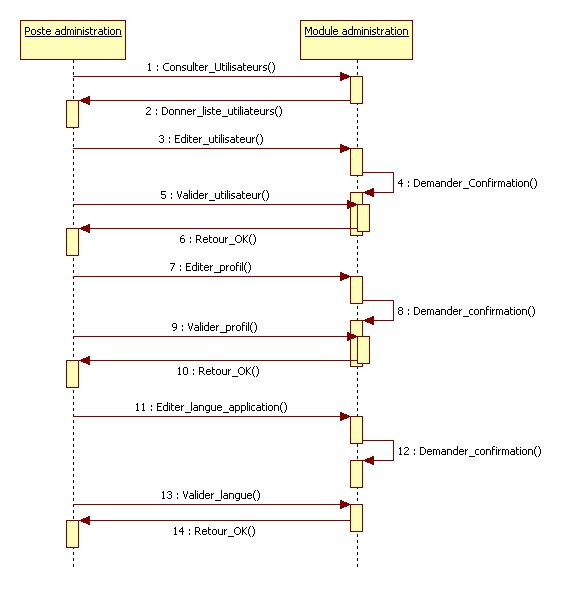 Poste administration
Module administration
1 : Consulter_Utilisateurs()
2 : Donner_liste_utiliateurs()
3 : Editer_utilisateur()
4 : Demander_Confirmation()
5 : Valider_utilisateur()
6 : Retour_OK()
7 : Editer_profil()
8 : Demander_confirmation()
9 : Valider_profil()
10 : Retour_OK()
11 : Editer_langue_application()
12 : Demander_confirmation()
13 : Valider_langue()
14 : Retour_OK()